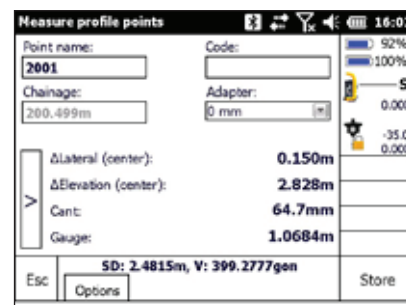 Measure profile points 16:03
Point name: Code: 92%
2001 100%
Chainage: Adapter:
200.499m 0 mm
ΔLateral (center): 0.150m
ΔElevation (center): 2.828m
Cant: 64.7mm
Gauge: 1.0684m
SD: 2.4815m, V: 399.2777gon
Esc Options Store